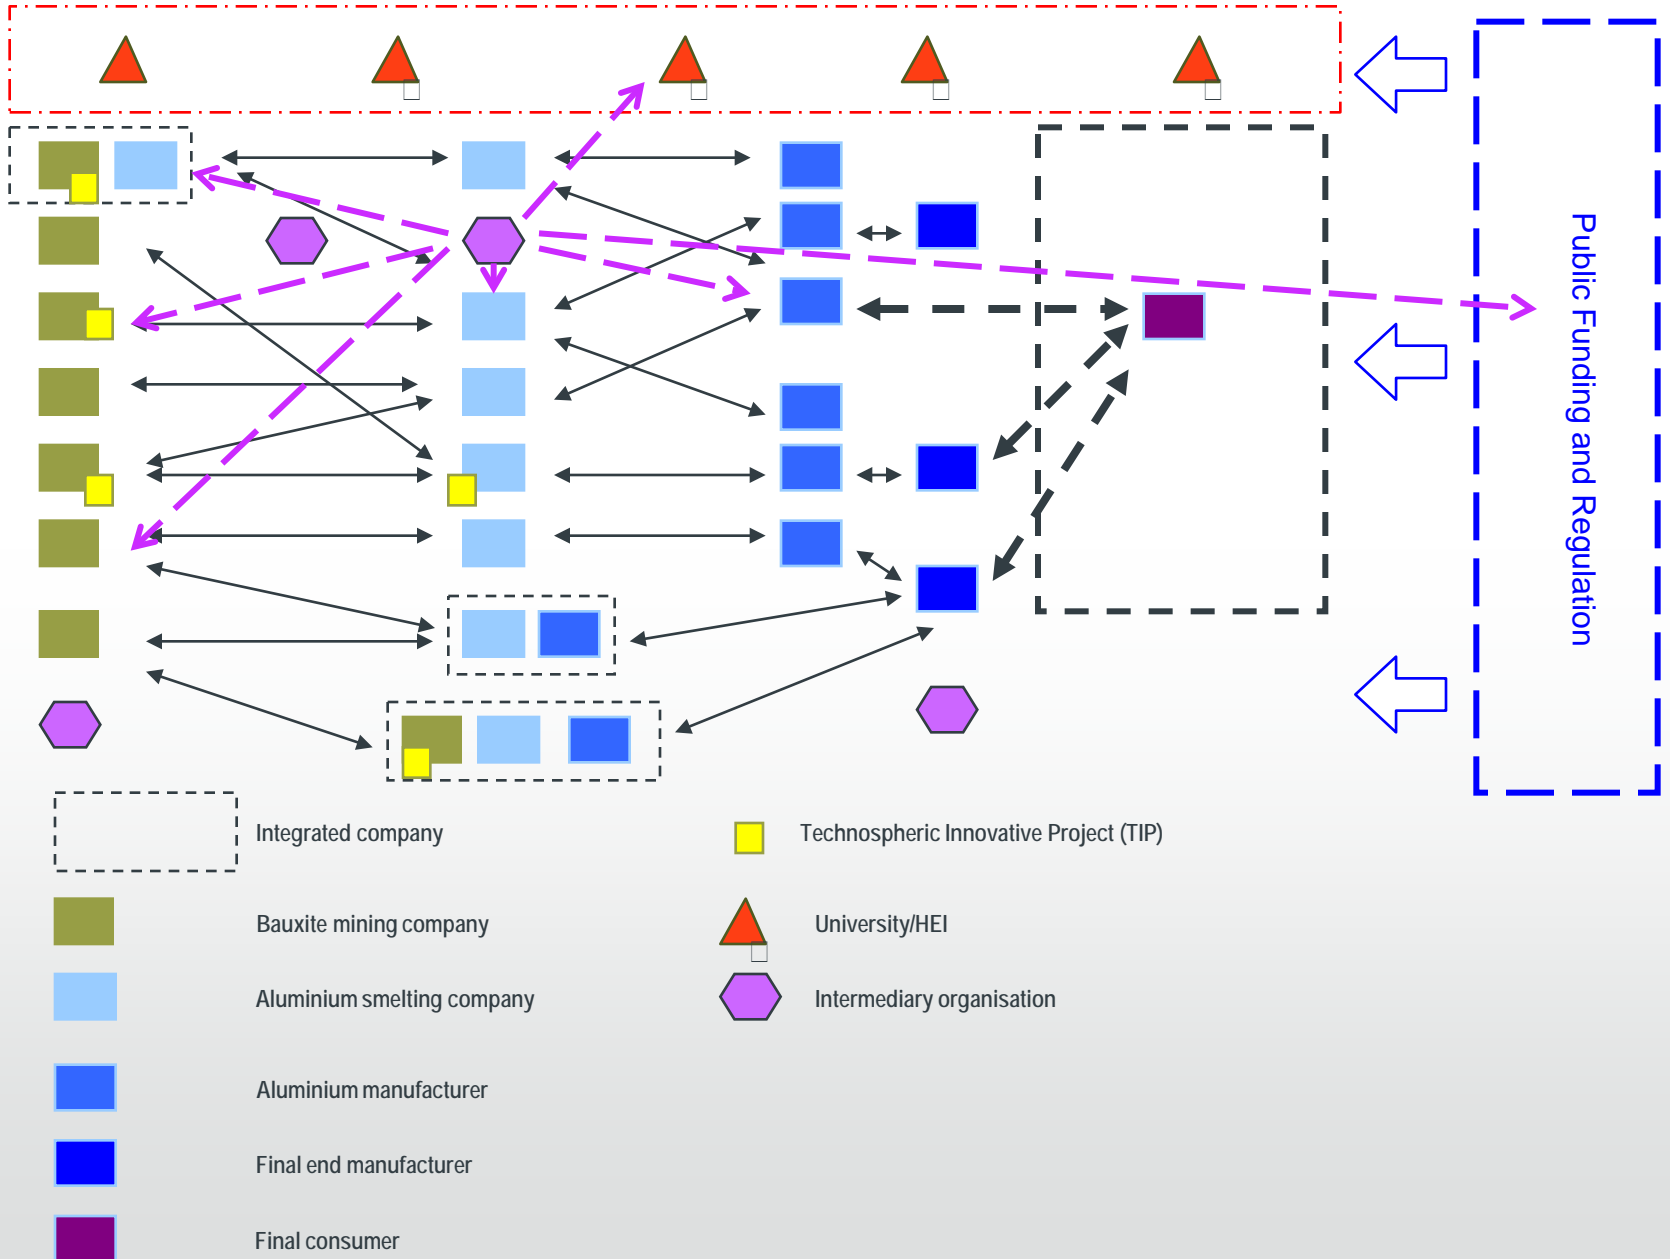 Public Funding and Regulation
Integrated company
Technospheric Innovative Project (TIP)
Bauxite mining company
University/HEI
Aluminium smelting company
Intermediary organisation
Aluminium manufacturer
Final end manufacturer
Final consumer